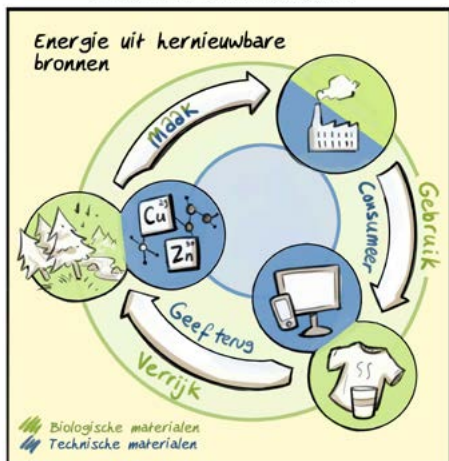 Energie uit hernieuwbare
bronnen
Maak
Cu
Zn
Consumeer
Gebruik
Geef terug
Verrijk
Biologische materialen
Technische materialen